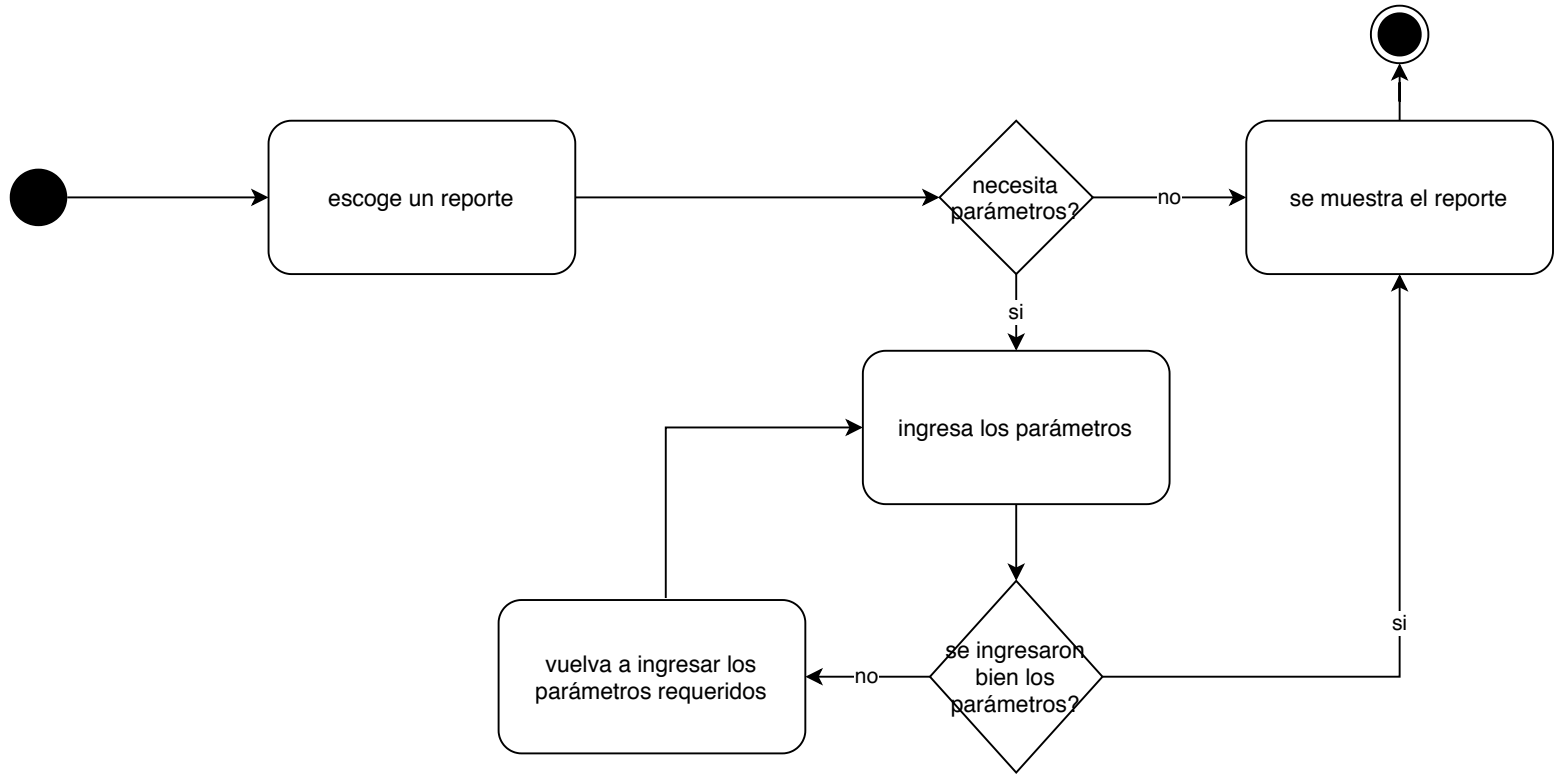 escoge un reporte
necesita
parámetros?
no
se muestra el reporte
si
ingresa los parámetros
se ingresaron
bien los
parámetros?
no
vuelva a ingresar los
parámetros requeridos
si